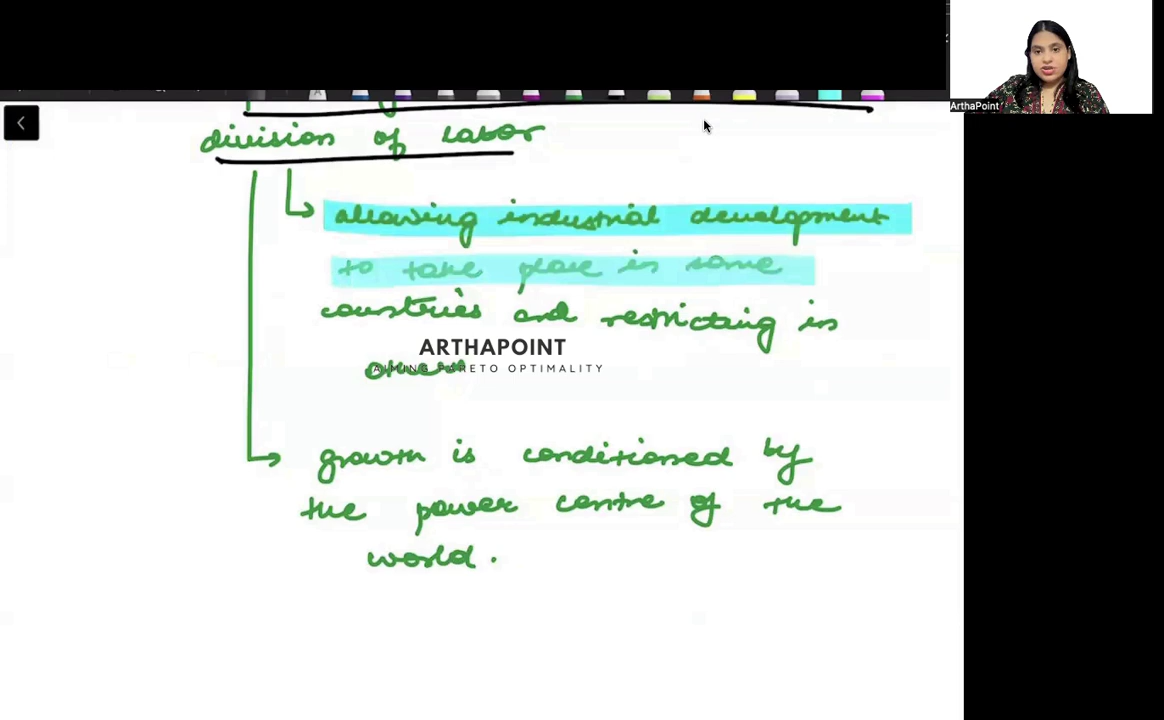 ArthaPoint
division of labor
allowing industrial development
to take place in some
countries and restricting in
ARTHAPOINT
AIMING PARETO OPTIMALITY
growth is conditioned by
the power centre of the
world.